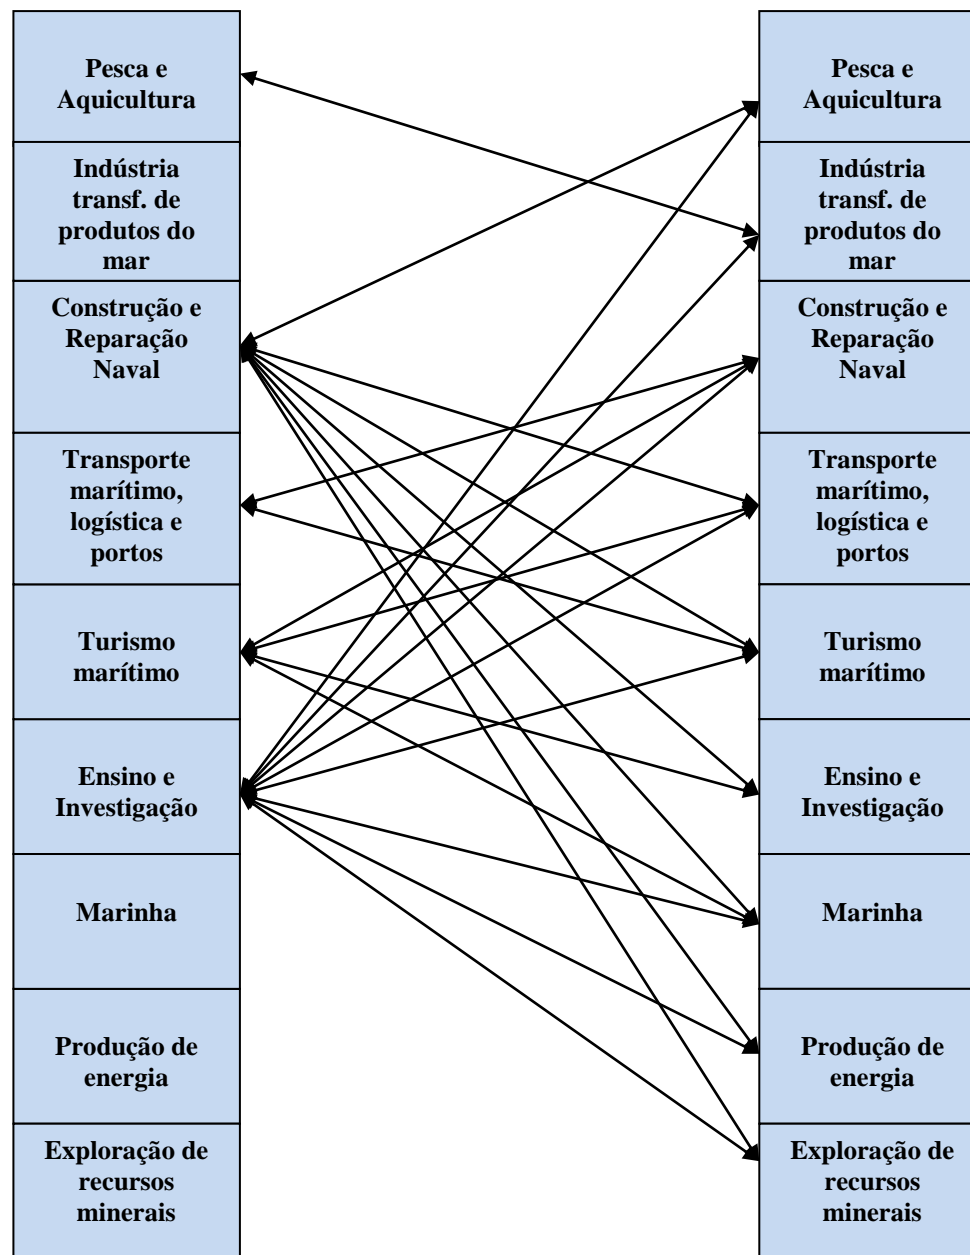 Pesca e
Aquicultura
Indústria
transf. de
produtos do
mar
Construção e
Reparação
Naval
Transporte
marítimo,
logística e
portos
Turismo
marítimo
Ensino e
Investigação
Marinha
Produção de
energia
Exploração de
recursos
minerais
Pesca e
Aquicultura
Indústria
transf. de
produtos do
mar
Construção e
Reparação
Naval
Transporte
marítimo,
logística e
portos
Turismo
marítimo
Ensino e
Investigação
Marinha
Produção de
energia
Exploração de
recursos
minerais